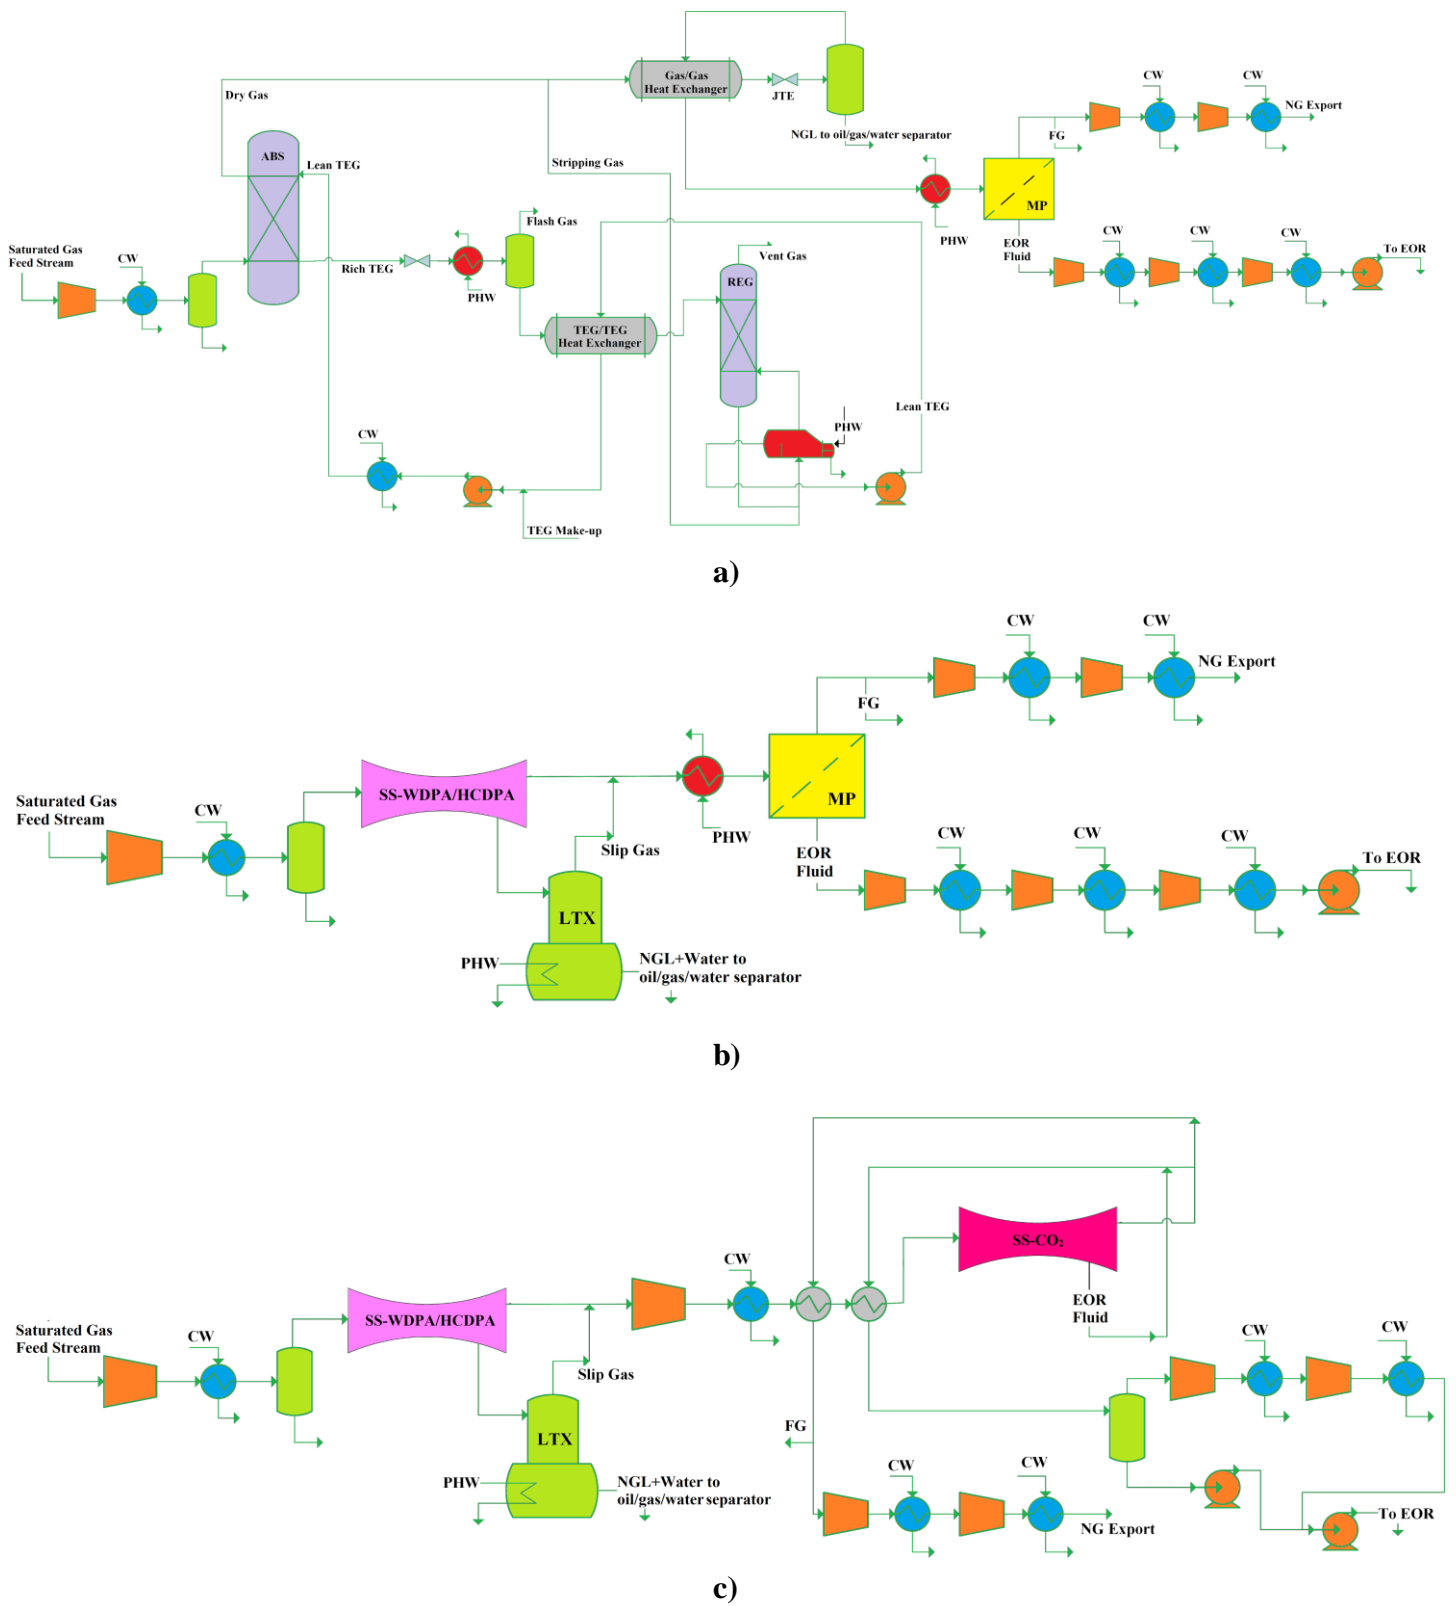 Gas/Gas
Heat Exchanger
JTE
Dry Gas
NGL to oil/gas/water separator
CW
CW
NG Export
FG
ABS
Lean TEG
Stripping Gas
MP
PHW
EOR
Fluid
CW
CW
CW
To EOR
Saturated Gas
Feed Stream
CW
Rich TEG
PHW
Flash Gas
Vent Gas
REG
TEG/TEG
Heat Exchanger
Lean TEG
PHW
CW
TEG Make-up
a)
CW
CW
NG Export
FG
SS-WDPA/HCDPA
MP
Saturated Gas
Feed Stream
CW
PHW
Slip Gas
EOR
Fluid
CW
CW
CW
To EOR
LTX
PHW
NGL+Water to
oil/gas/water separator
b)
SS-CO₂
CW
EOR
Fluid
SS-WDPA/HCDPA
Saturated Gas
Feed Stream
CW
Slip Gas
CW
CW
FG
LTX
PHW
NGL+Water to
oil/gas/water separator
CW
CW
NG Export
To EOR
c)